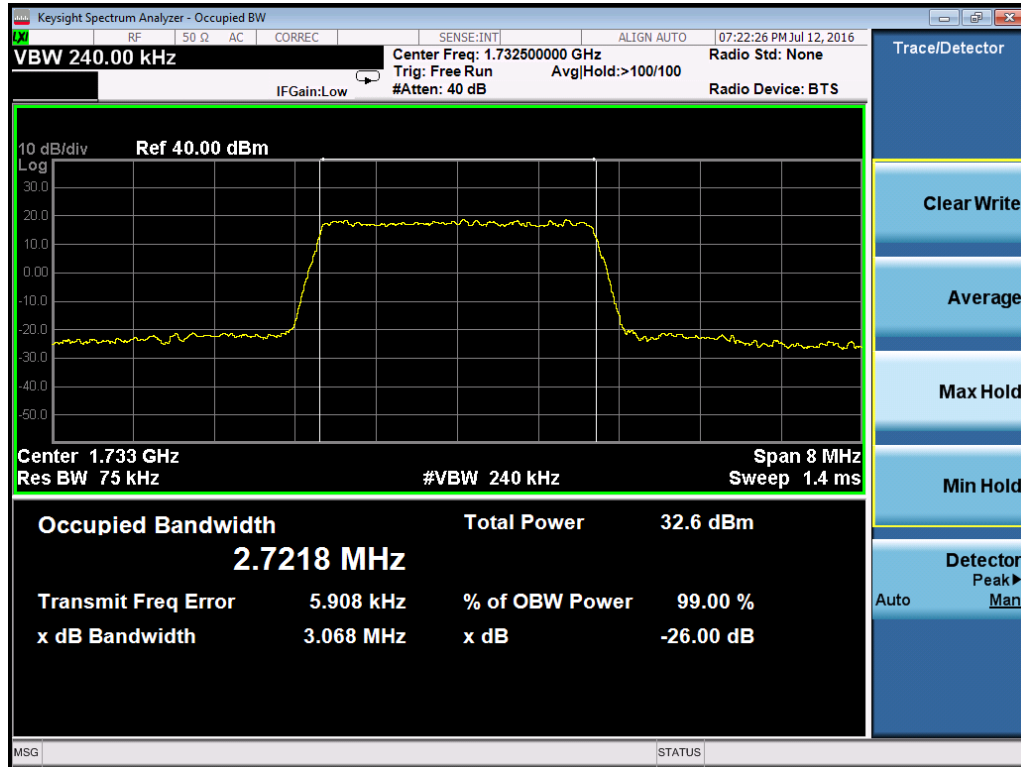 Keysight Spectrum Analyzer - Occupied BW
LXI RF 50 Ω AC CORREC SENSE:INT ALIGN AUTO 07:22:26 PM Jul 12, 2016
VBW 240.00 kHz
Center Freq: 1.732500000 GHz Radio Std: None
Trig: Free Run Avg|Hold:>100/100
IFGain:Low #Atten: 40 dB Radio Device: BTS
10 dB/div Ref 40.00 dBm
Log
30.0
20.0
10.0
0.00
-10.0
-20.0
-30.0
-40.0
-50.0
Center 1.733 GHz Span 8 MHz
Res BW 75 kHz #VBW 240 kHz Sweep 1.4 ms
Occupied Bandwidth Total Power 32.6 dBm
2.7218 MHz
Transmit Freq Error 5.908 kHz % of OBW Power 99.00 %
x dB Bandwidth 3.068 MHz x dB -26.00 dB
MSG STATUS
Trace/Detector
Clear Write
Average
Max Hold
Min Hold
Detector
Peak▶
Auto Man